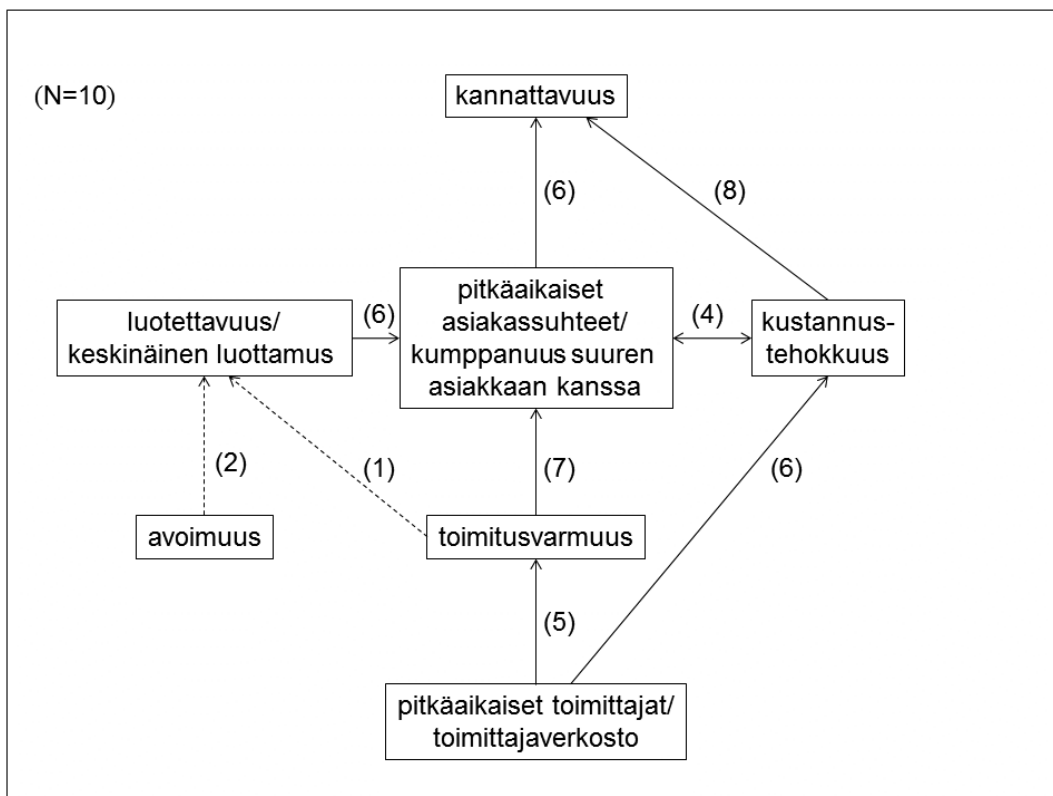 (N=10)
kannattavuus
(6)
(8)
luotettavuus/
keskinäinen luottamus
(6)
pitkäaikaiset
asiakassuhteet/
kumppanuus suuren
asiakkaan kanssa
(4)
kustannus-
tehokkuus
(2)
(1)
(7)
(6)
avoimuus
toimitusvarmuus
(5)
pitkäaikaiset toimittajat/
toimittajaverkosto